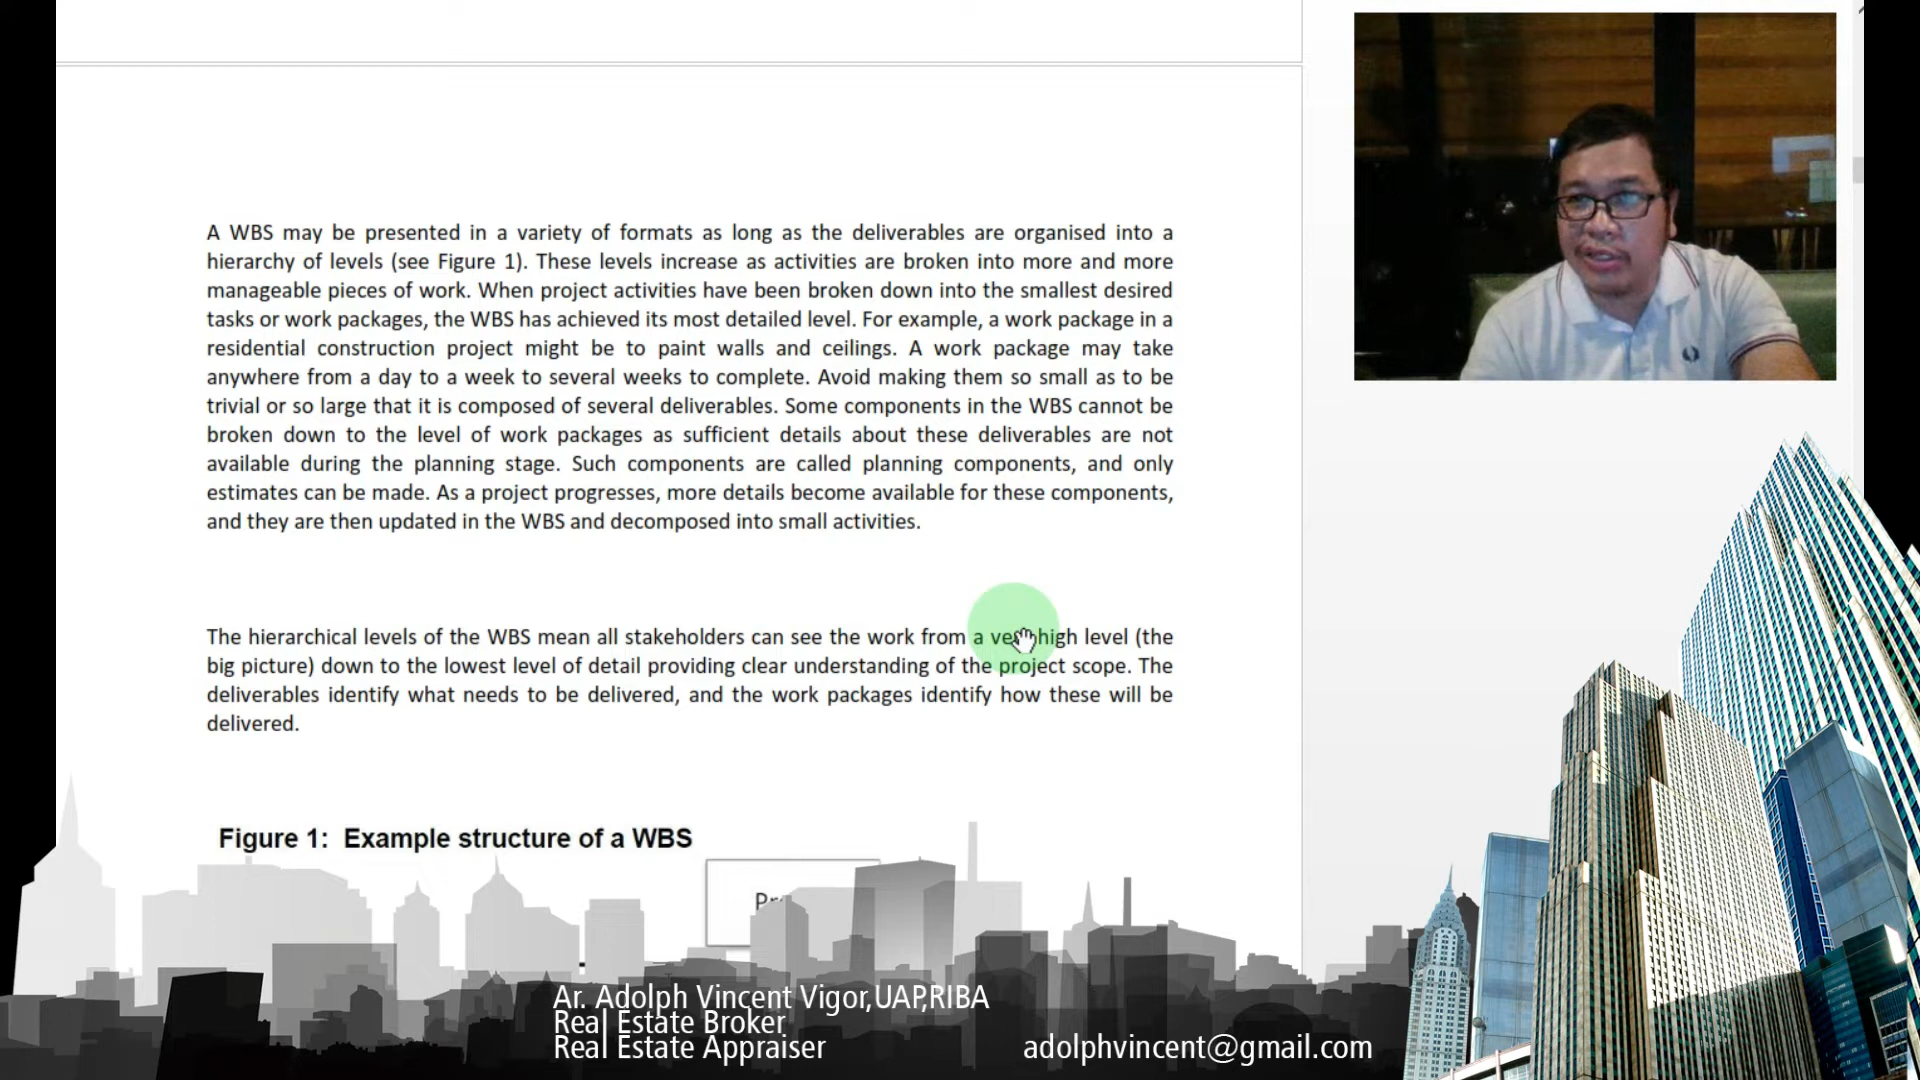 A WBS may be presented in a variety of formats as long as the deliverables are organised into a
hierarchy of levels (see Figure 1). These levels increase as activities are broken into more and more
manageable pieces of work. When project activities have been broken down into the smallest desired
tasks or work packages, the WBS has achieved its most detailed level. For example, a work package in a
residential construction project might be to paint walls and ceilings. A work package may take
anywhere from a day to a week to several weeks to complete. Avoid making them so small as to be
trivial or so large that it is composed of several deliverables. Some components in the WBS cannot be
broken down to the level of work packages as sufficient details about these deliverables are not
available during the planning stage. Such components are called planning components, and only
estimates can be made. As a project progresses, more details become available for these components,
and they are then updated in the WBS and decomposed into small activities.
The hierarchical levels of the WBS mean all stakeholders can see the work from a very high level (the
big picture) down to the lowest level of detail providing clear understanding of the project scope. The
deliverables identify what needs to be delivered, and the work packages identify how these will be
delivered.
Figure 1: Example structure of a WBS
Ar. Adolph Vincent Vigor,UAP,RIBA
Real Estate Broker
Real Estate Appraiser
adolphvincent@gmail.com